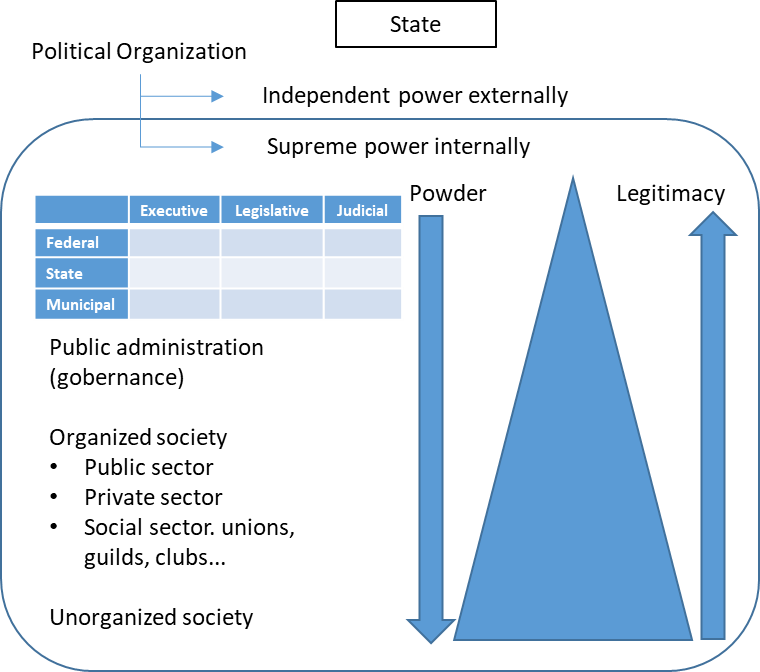 State
Political Organization
Independent power externally
Supreme power internally
Powder
Legitimacy
Executive Legislative Judicial
Federal
State
Municipal
Public administration
(gobernance)
Organized society
• Public sector
• Private sector
• Social sector. unions,
guilds, clubs...
Unorganized society